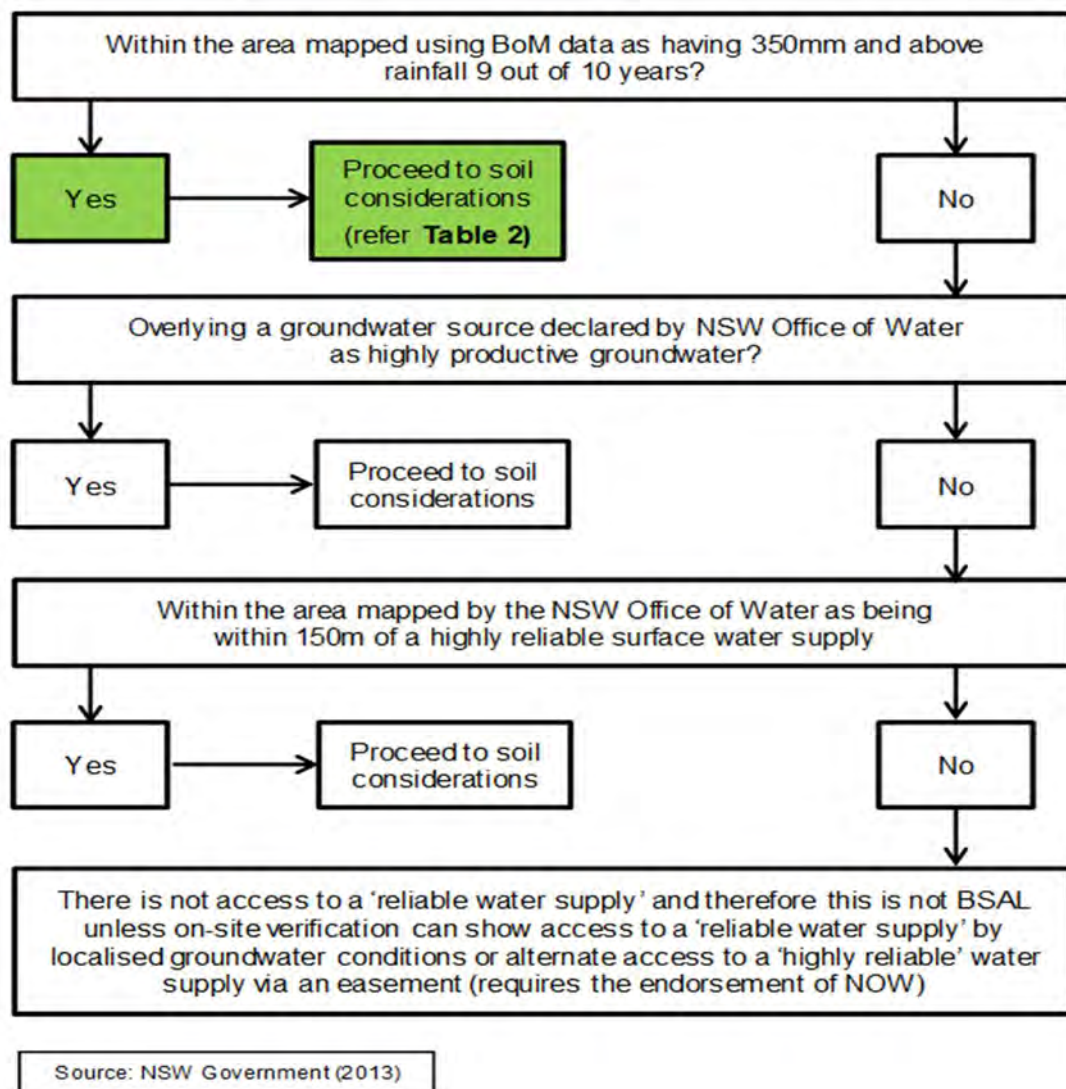 Within the area mapped using BoM data as having 350mm and above
rainfall 9 out of 10 years?
Yes
Proceed to soil
considerations
(refer Table 2)
No
Overlying a groundwater source declared by NSW Office of Water
as highly productive groundwater?
Yes
Proceed to soil
considerations
No
Within the area mapped by the NSW Office of Water as being
within 150m of a highly reliable surface water supply
Yes
Proceed to soil
considerations
No
There is not access to a ‘reliable water supply’ and therefore this is not BSAL
unless on-site verification can show access to a ‘reliable water supply’ by
localised groundwater conditions or alternate access to a ‘highly reliable’ water
supply via an easement (requires the endorsement of NOW)
Source: NSW Government (2013)